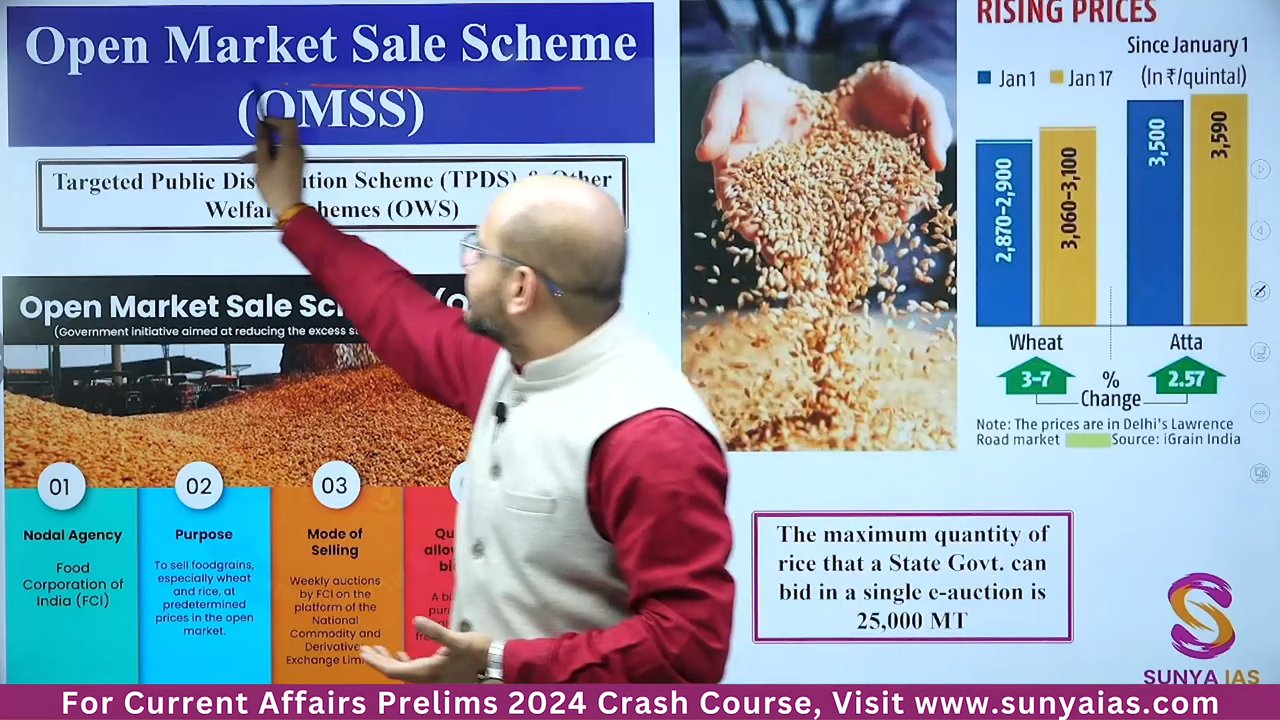 Open Market Sale Scheme
(OMSS)
Targeted Public Dis ution Scheme (TPDS) & Other
Welfa chemes (OWS)
Open Market Sale Sc (O
(Government initiative aimed at reducing the excess st
01
Nodal Agency
Food
Corporation of
India (FCI)
02
Purpose
To sell foodgrains,
especially wheat
and rice, at
predetermined
prices in the open
market.
03
Mode of
Selling
Weekly auctions
by FCI on the
platform of the
National
Commodity and
Derivative
Exchange Lim
Qu
allo
bi
A b
pur
fr
RISING PRICES
Since January 1
Jan 1 Jan 17 (In ₹/quintal)
2,870–2,900
3,060–3,100
3,500
3,590
Wheat Atta
3–7 % 2.57
Change
Note: The prices are in Delhi's Lawrence
Road market Source: iGrain India
The maximum quantity of
rice that a State Govt. can
bid in a single e-auction is
25,000 MT
SUNYA IAS
For Current Affairs Prelims 2024 Crash Course, Visit www.sunyaias.com